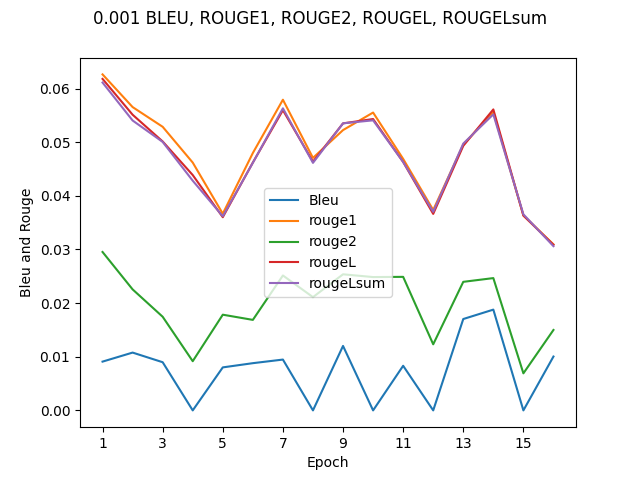 0.001 BLEU, ROUGE1, ROUGE2, ROUGEL, ROUGELsum
0.06
0.05
0.04
0.03
0.02
0.01
0.00
Bleu and Rouge
Bleu
rouge1
rouge2
rougeL
rougeLsum
1 3 5 7 9 11 13 15
Epoch